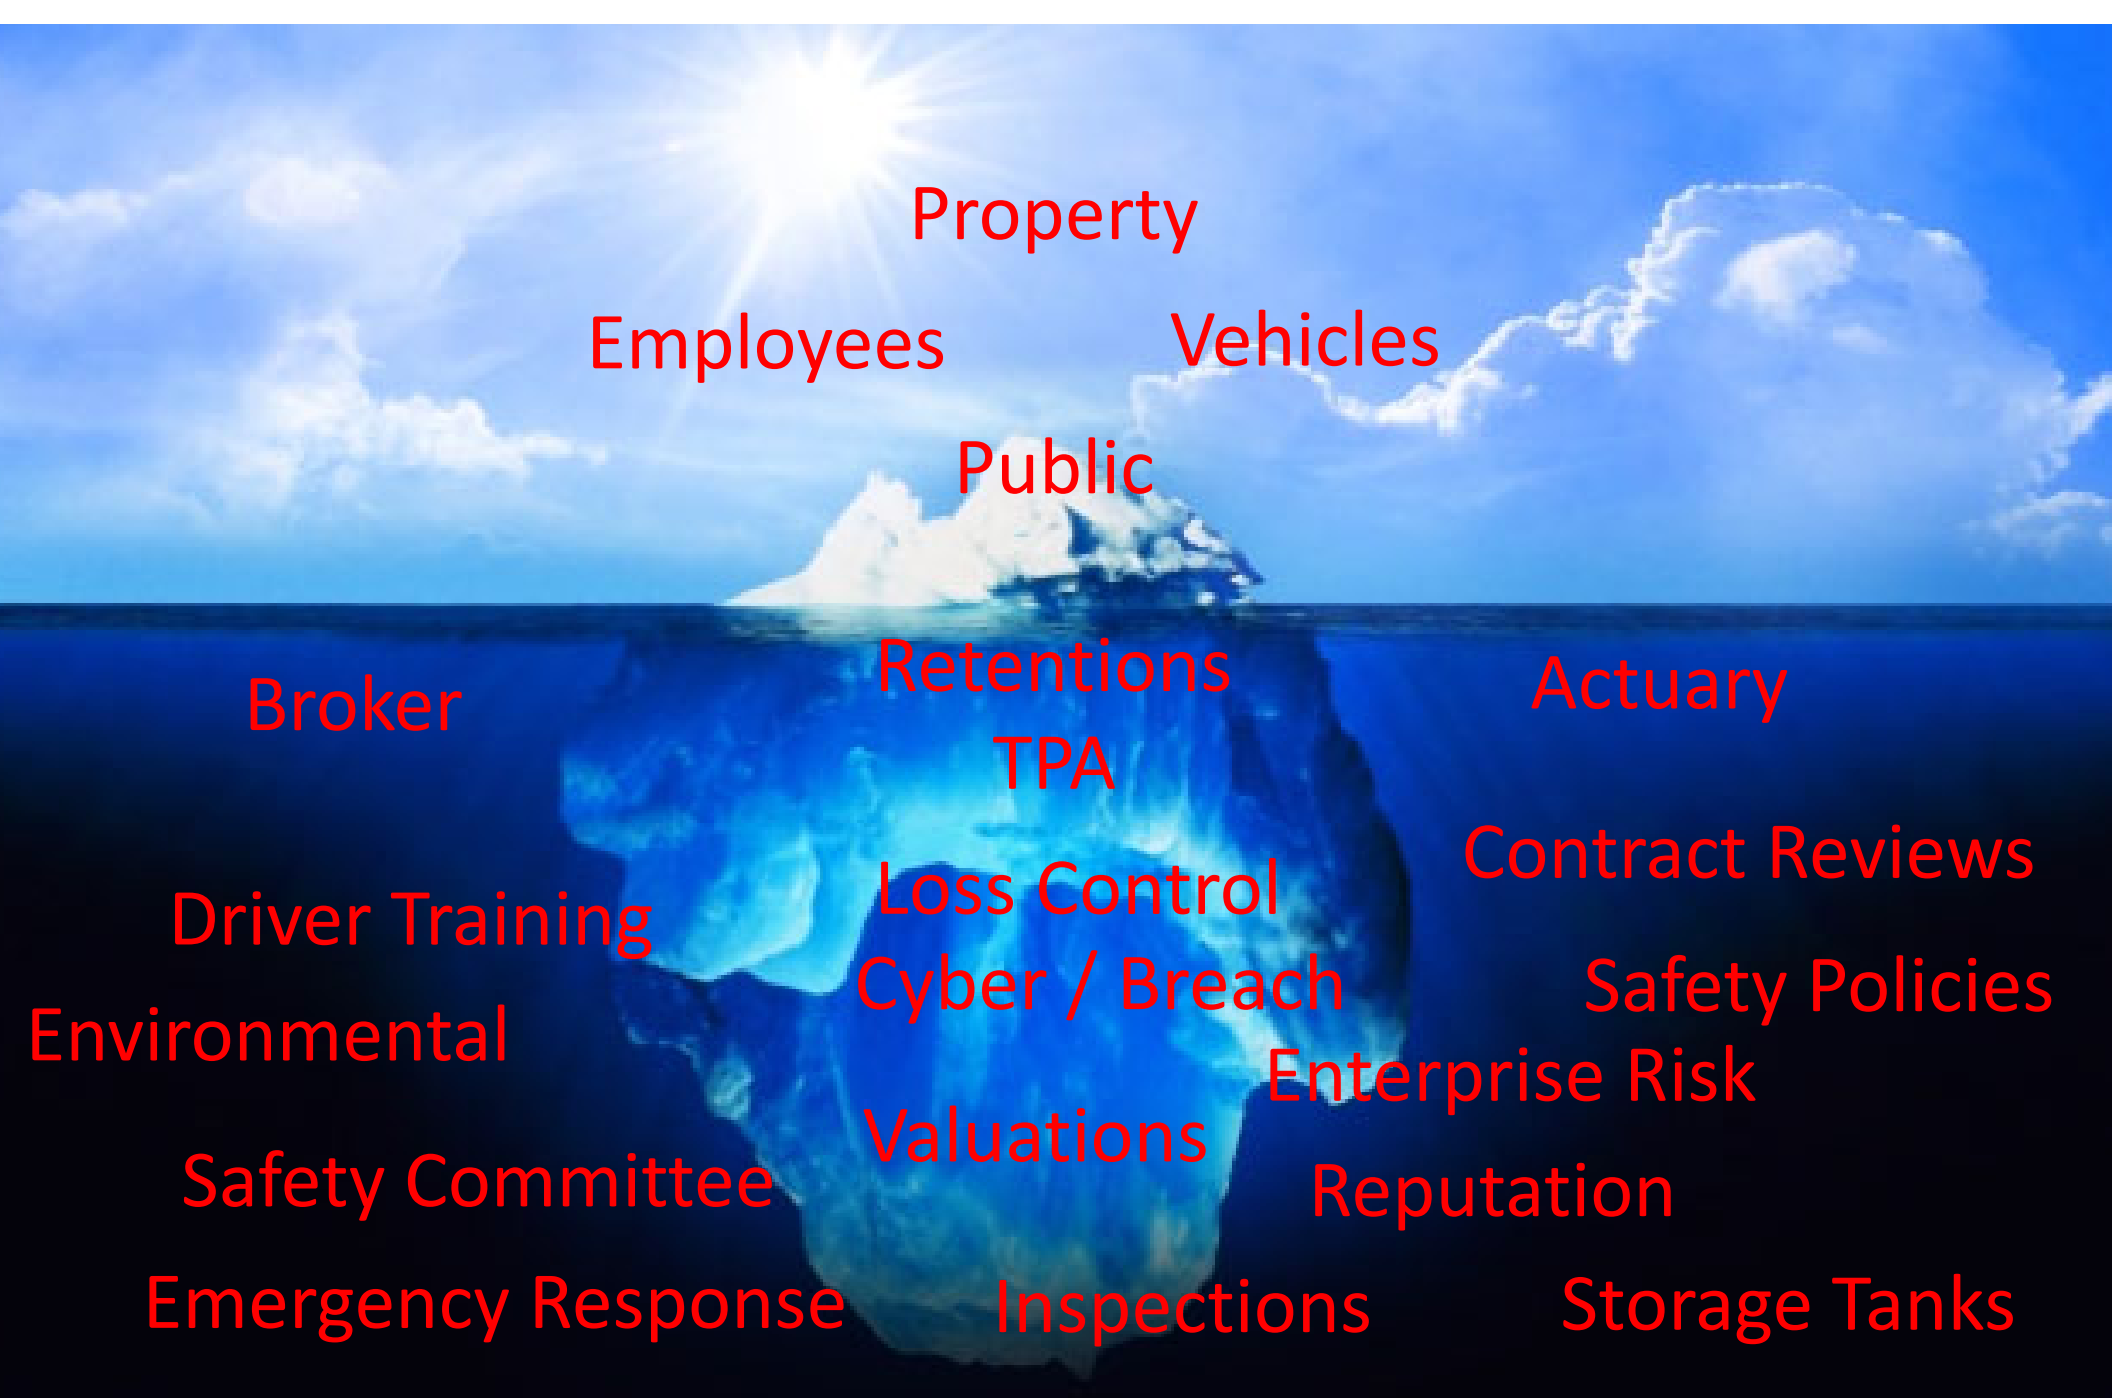 Property
Employees Vehicles
Public
Retentions
Broker Actuary
TPA
Contract Reviews
Loss Control
Driver Training
Cyber / Breach
Safety Policies
Environmental
Enterprise Risk
Valuations
Safety Committee
Reputation
Emergency Response Inspections Storage Tanks